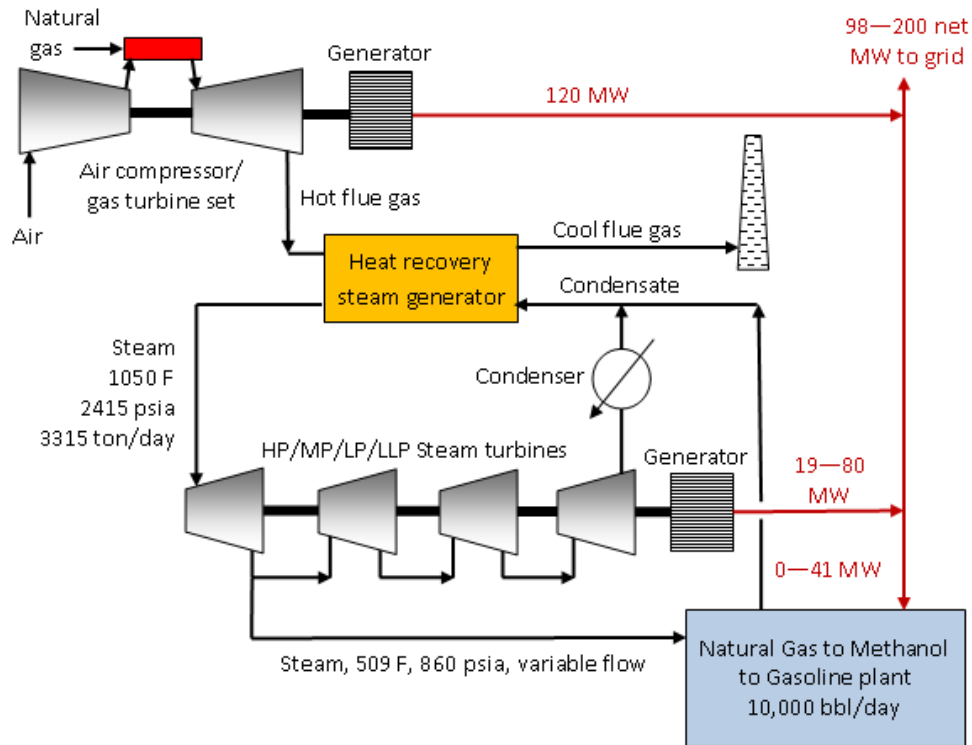 Natural
gas
Generator
98—200 net
MW to grid
120 MW
Air compressor/
gas turbine set
Air
Hot flue gas
Cool flue gas
Heat recovery
steam generator
Condensate
Steam
1050 F
2415 psia
3315 ton/day
Condenser
HP/MP/LP/LLP Steam turbines
Generator
19—80
MW
0—41 MW
Steam, 509 F, 860 psia, variable flow
Natural Gas to Methanol
to Gasoline plant
10,000 bbl/day